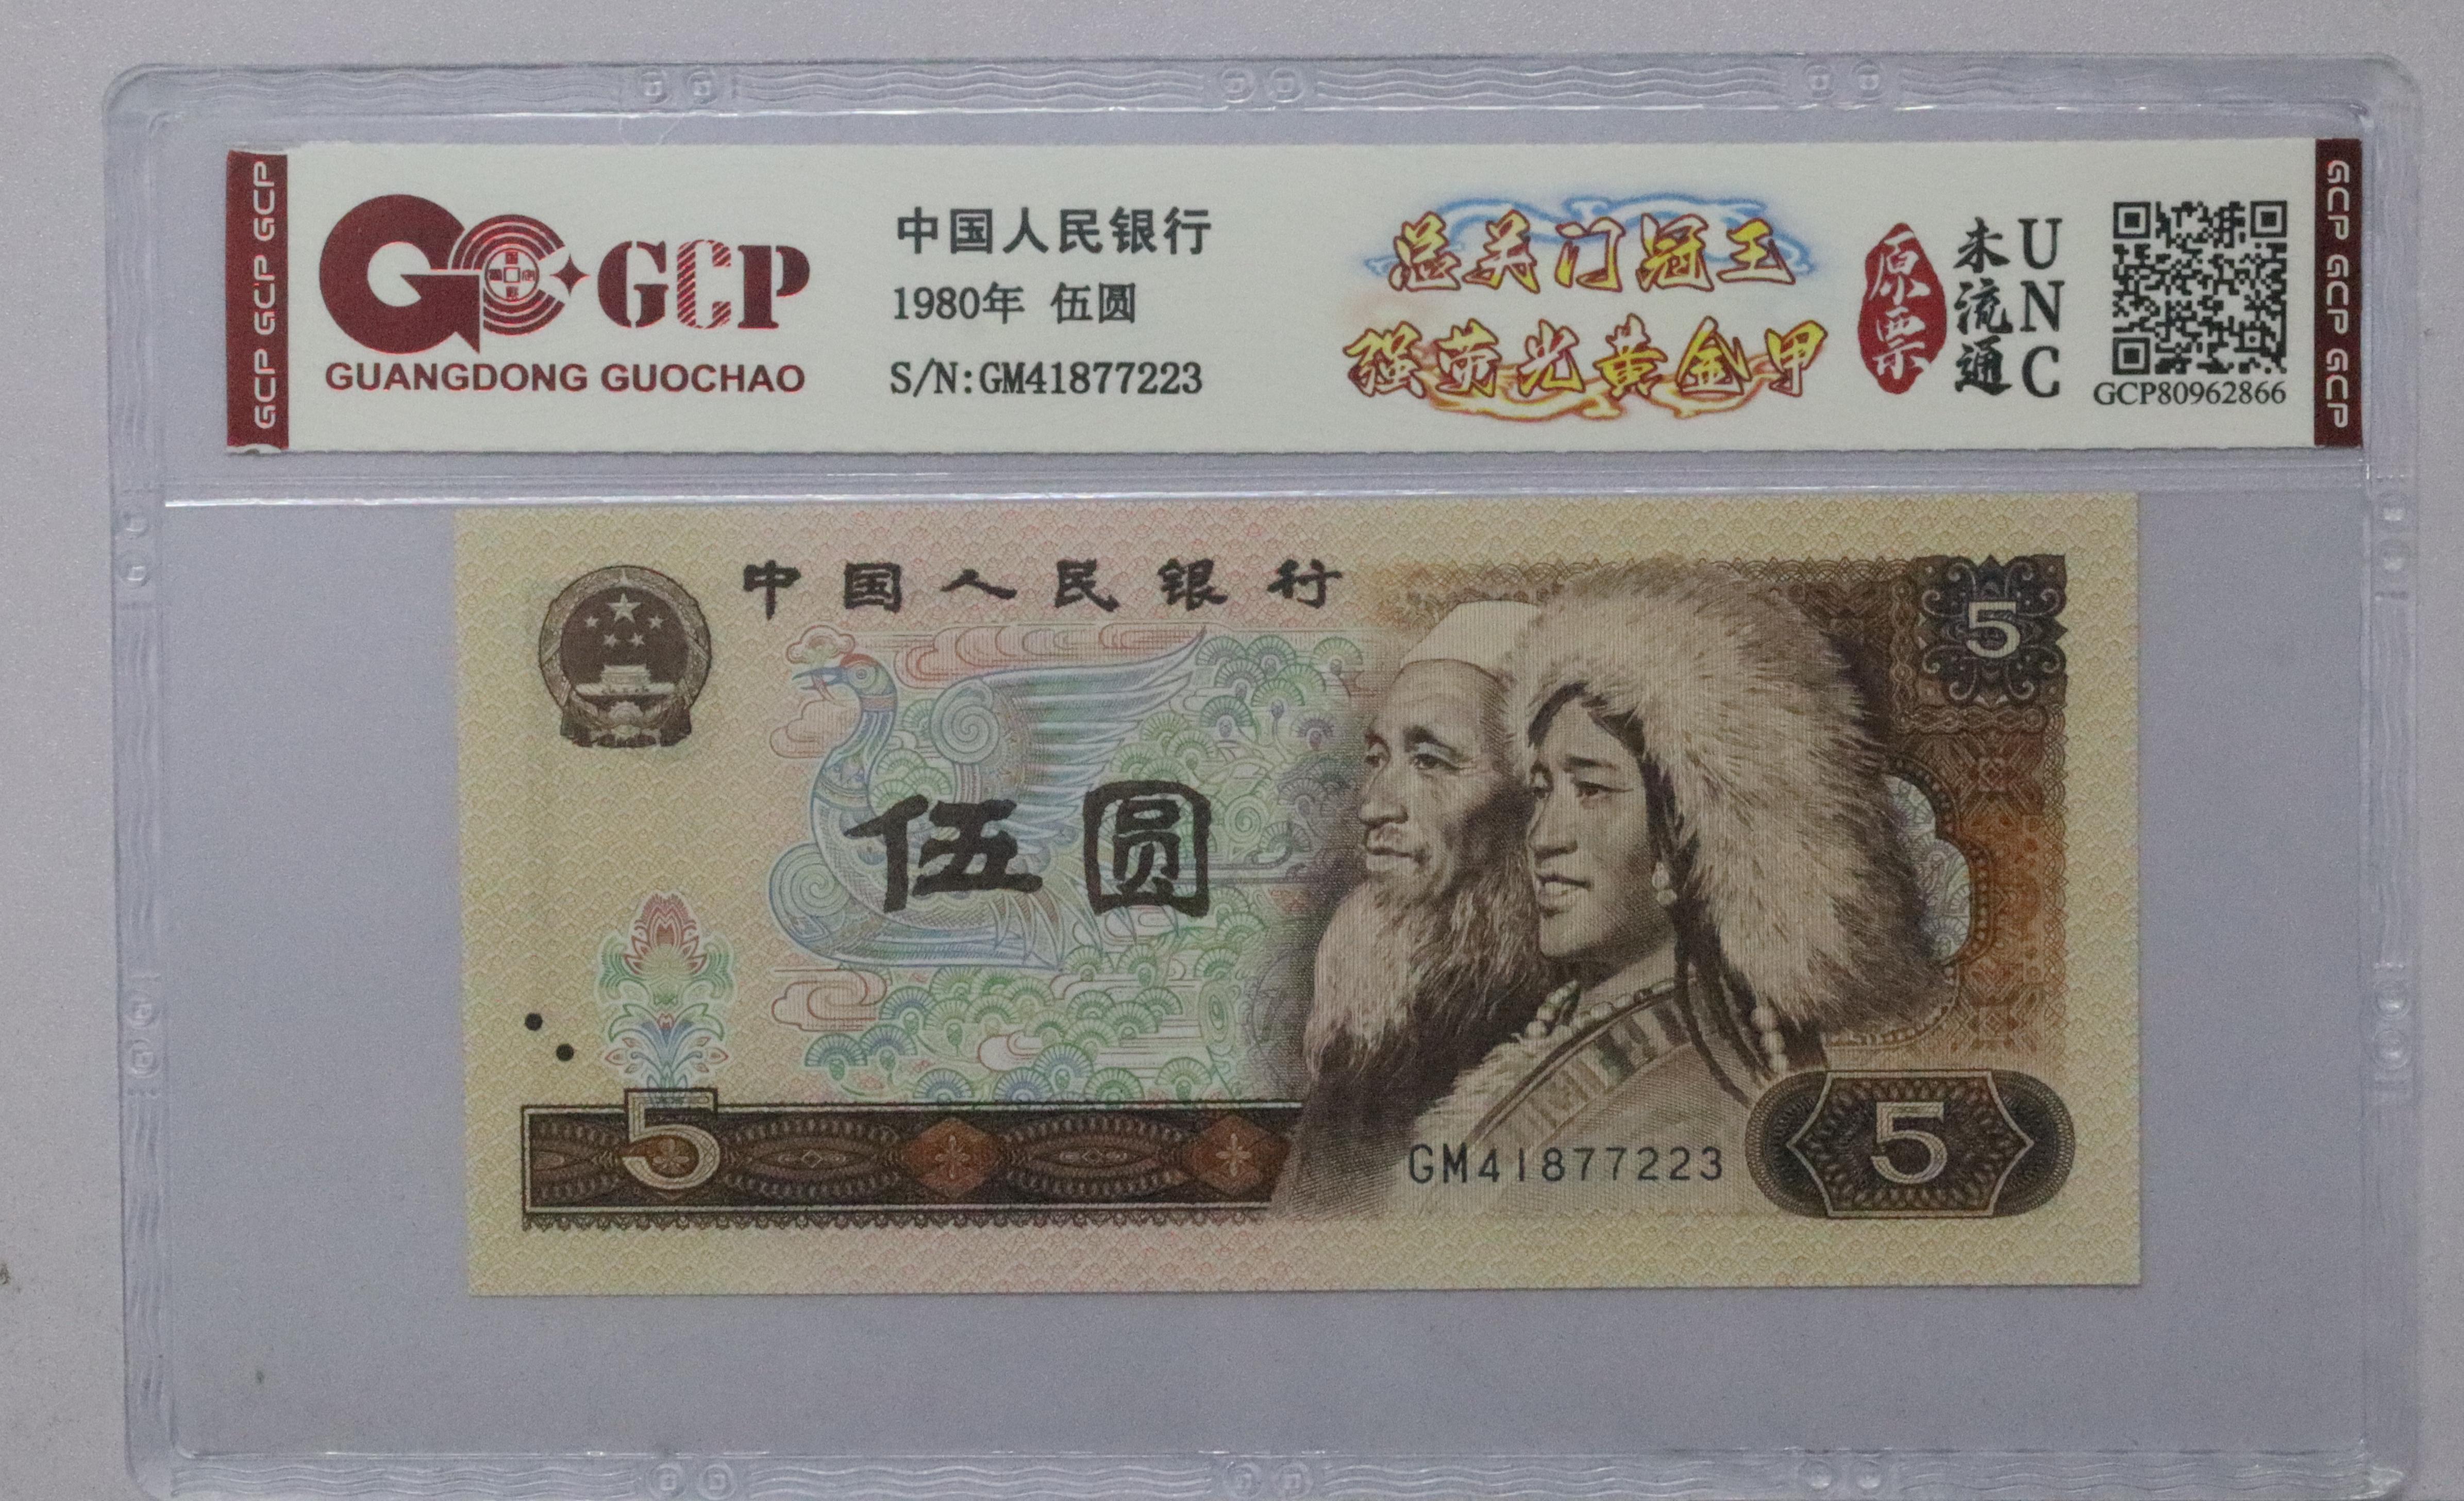 GCP GCP GCP
GCP
GUANGDONG GUOCHAO
中国人民银行
1980年 伍圆
S/N:GM41877223
总关门冠王
强荧光黄金甲
原票
未流通
UNC
GCP80962866
GCP GCP GCP
中国人民银行
5
伍圆
5
GM41877223
5